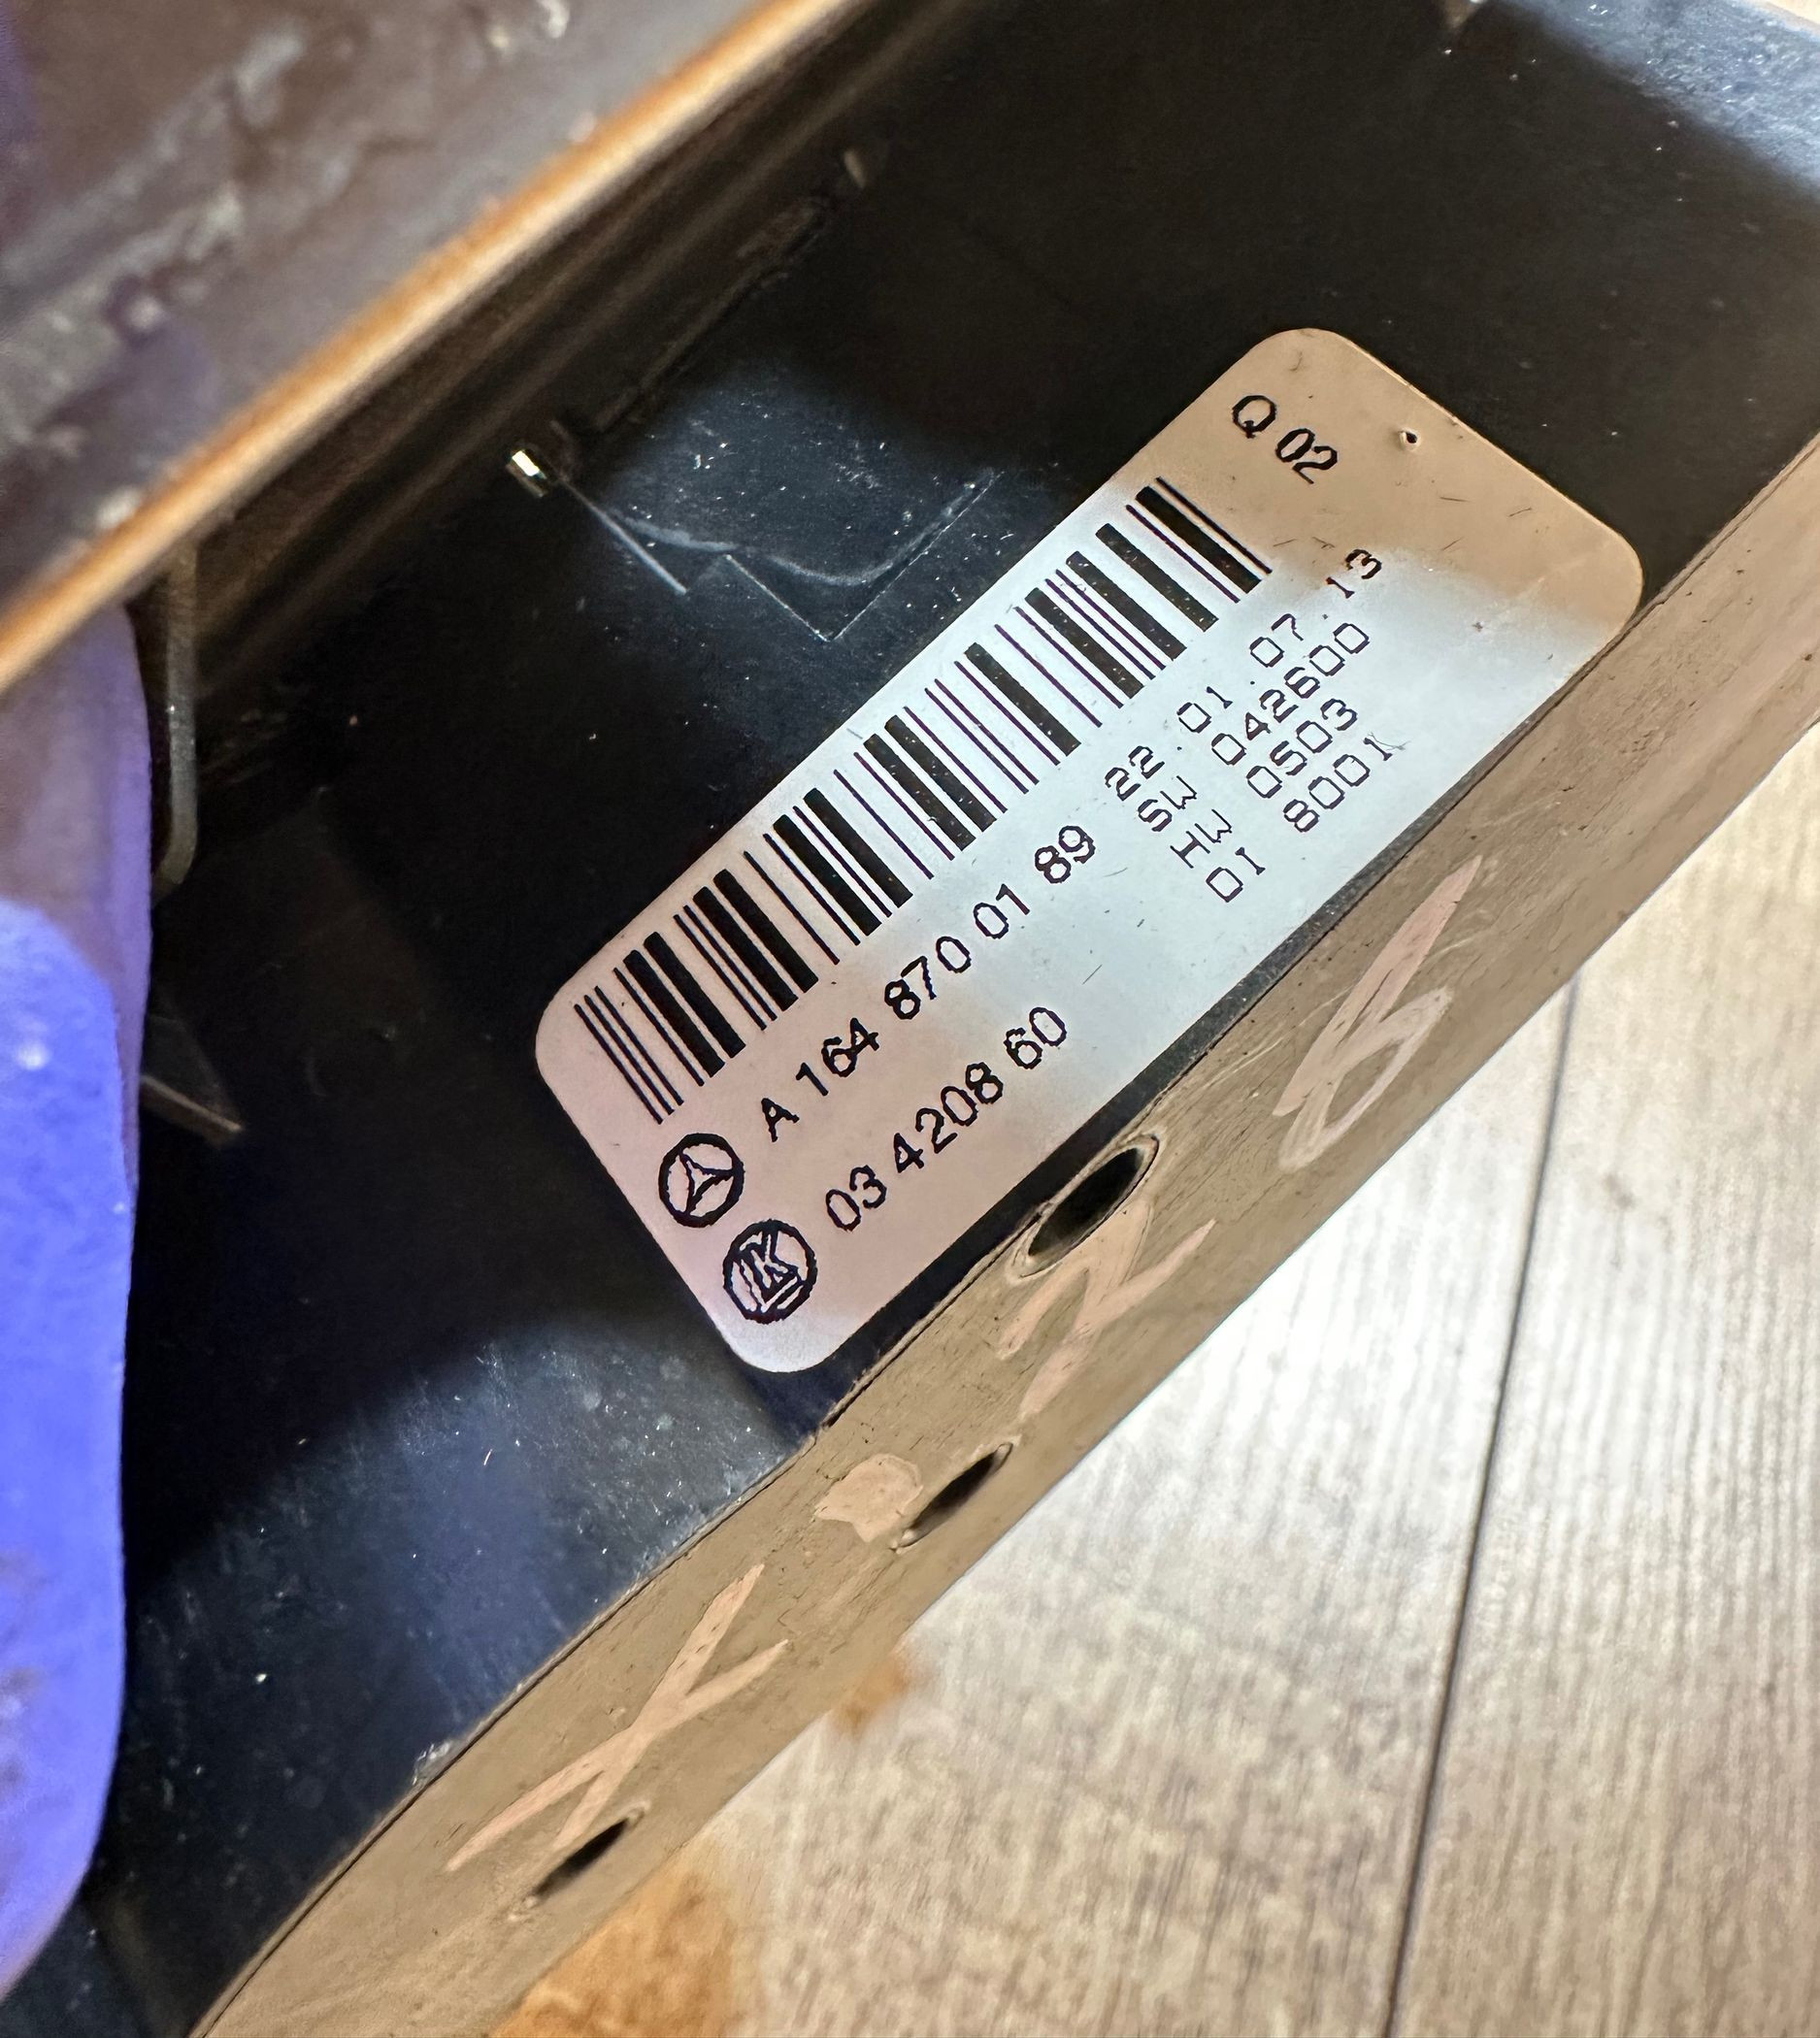 Q 02
A 164 870 01 89
03 4208 60
22.01.07.13
SW 042600
HW 0503
DI 8001